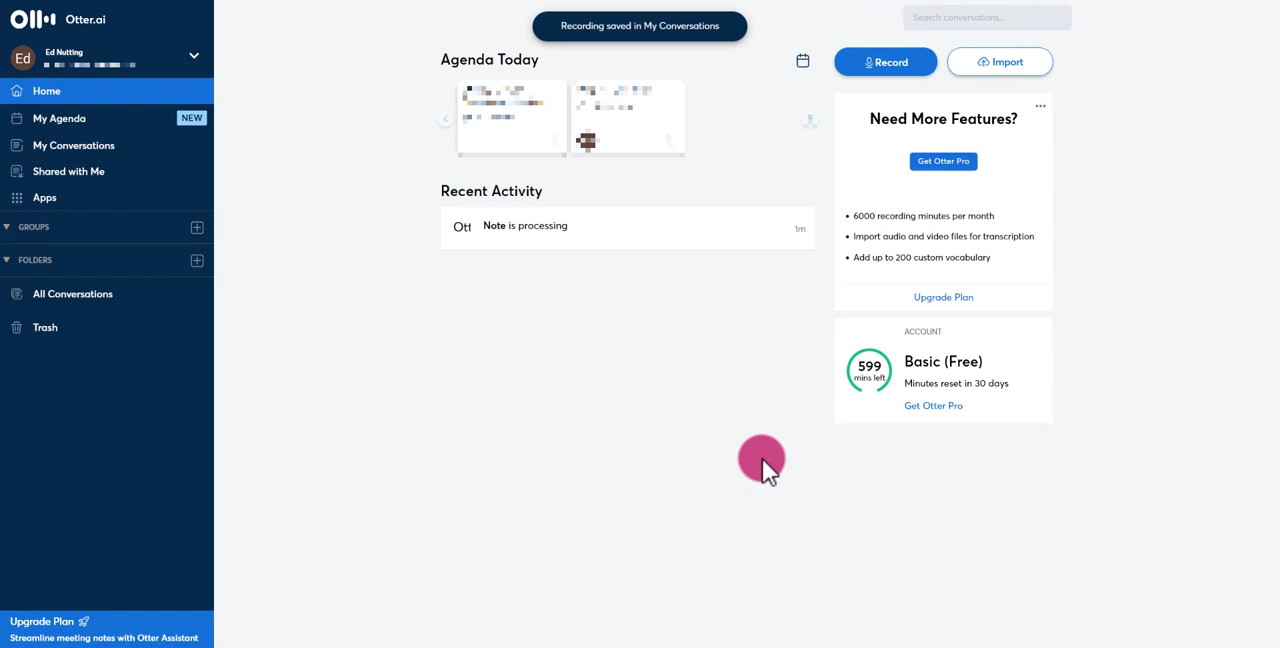 Otter.ai
Ed
Ed Nutting
Home
My Agenda
NEW
My Conversations
Shared with Me
Apps
GROUPS
FOLDERS
All Conversations
Trash
Upgrade Plan
Streamline meeting notes with Otter Assistant
Recording saved in My Conversations
Search conversations...
Agenda Today
Record
Import
Recent Activity
Ott
Note is processing
1m
Need More Features?
Get Otter Pro
• 6000 recording minutes per month
• Import audio and video files for transcription
• Add up to 200 custom vocabulary
Upgrade Plan
ACCOUNT
599
mins left
Basic (Free)
Minutes reset in 30 days
Get Otter Pro